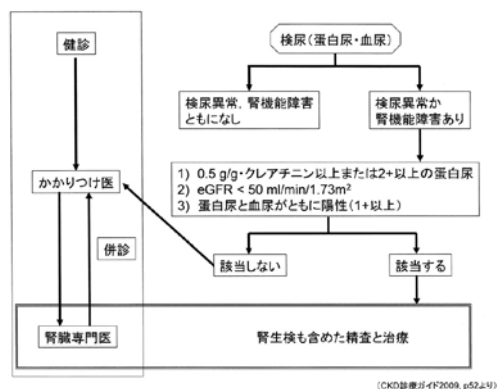 健診
検尿(蛋白尿・血尿)
検尿異常, 腎機能障害
ともになし
検尿異常か
腎機能障害あり
1) 0.5 g/g・クレアチニン以上または2+以上の蛋白尿
2) eGFR < 50 ml/min/1.73m²
3) 蛋白尿と血尿がともに陽性(1+以上)
かかりつけ医
併診
該当しない
該当する
腎臓専門医
腎生検も含めた精査と治療
(CKD診療ガイド2009, p52より)